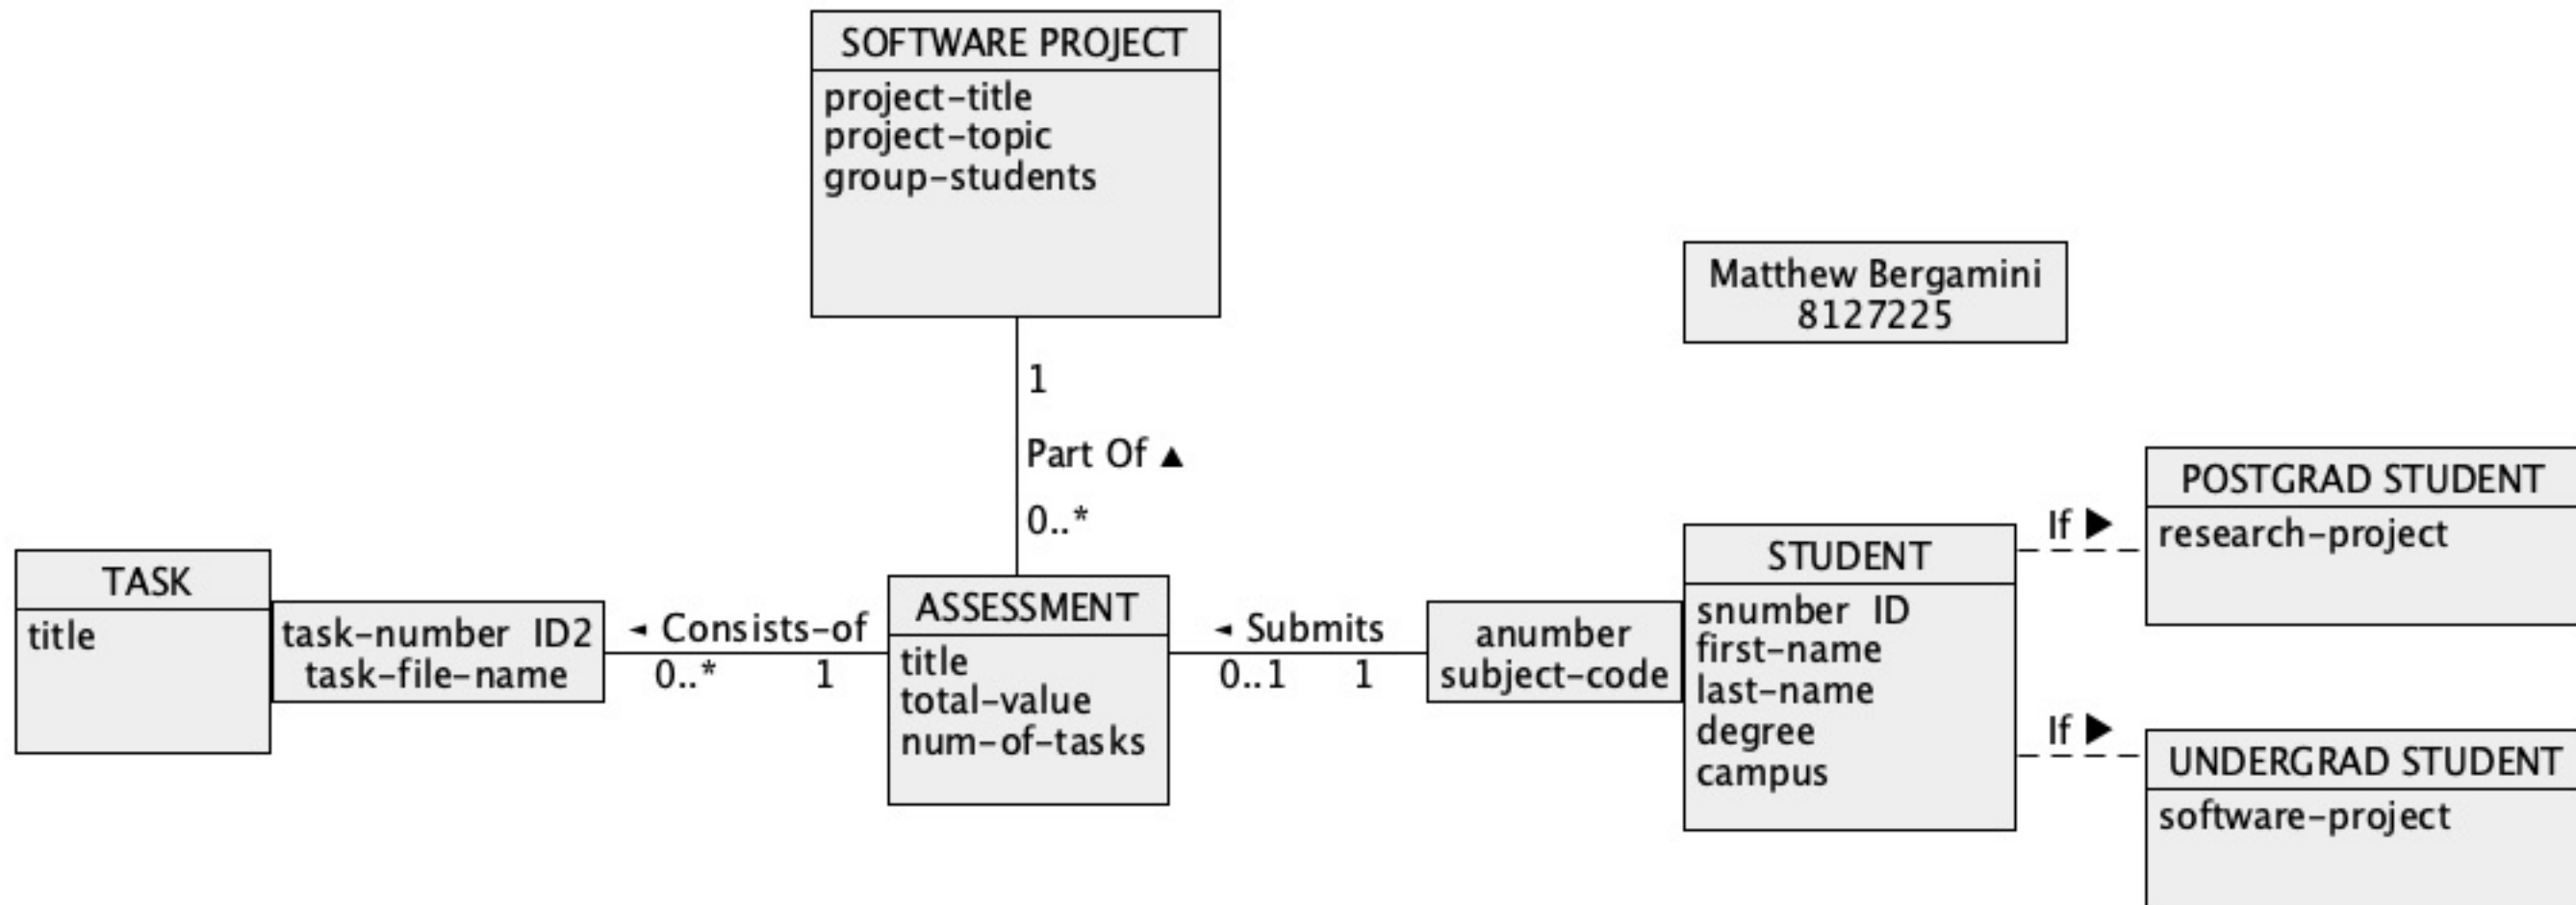 SOFTWARE PROJECT
project-title
project-topic
group-students
Matthew Bergamini
8127225
1
Part Of ▲
0..*
TASK
title
task-number ID2
task-file-name
◄ Consists-of
0..* 1
ASSESSMENT
title
total-value
num-of-tasks
◄ Submits
0..1 1
anumber
subject-code
STUDENT
snumber ID
first-name
last-name
degree
campus
If ►
POSTGRAD STUDENT
research-project
If ►
UNDERGRAD STUDENT
software-project